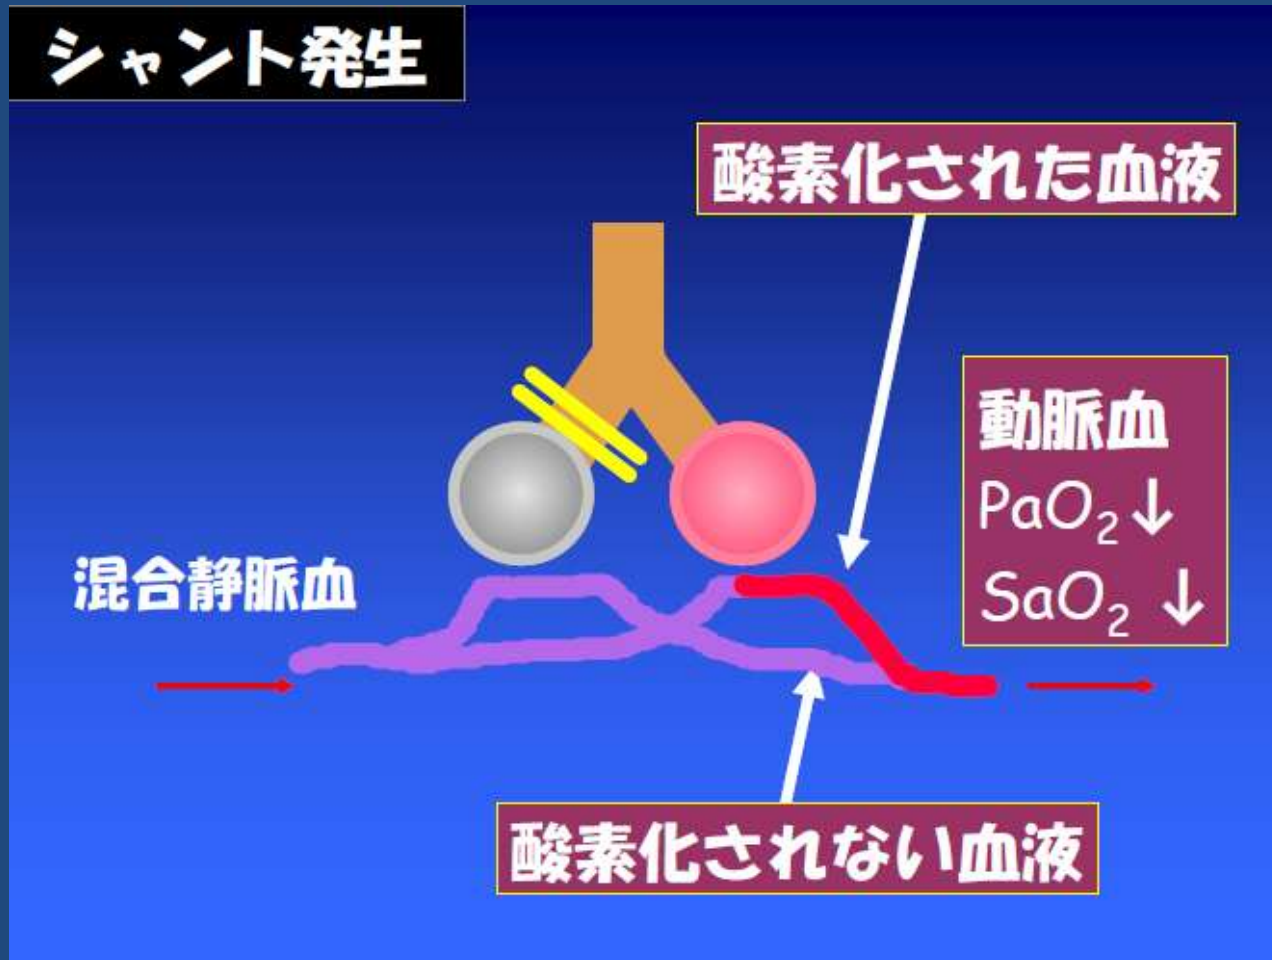 シャント発生
酸素化された血液
動脈血
PaO₂↓
SaO₂ ↓
混合静脈血
酸素化されない血液